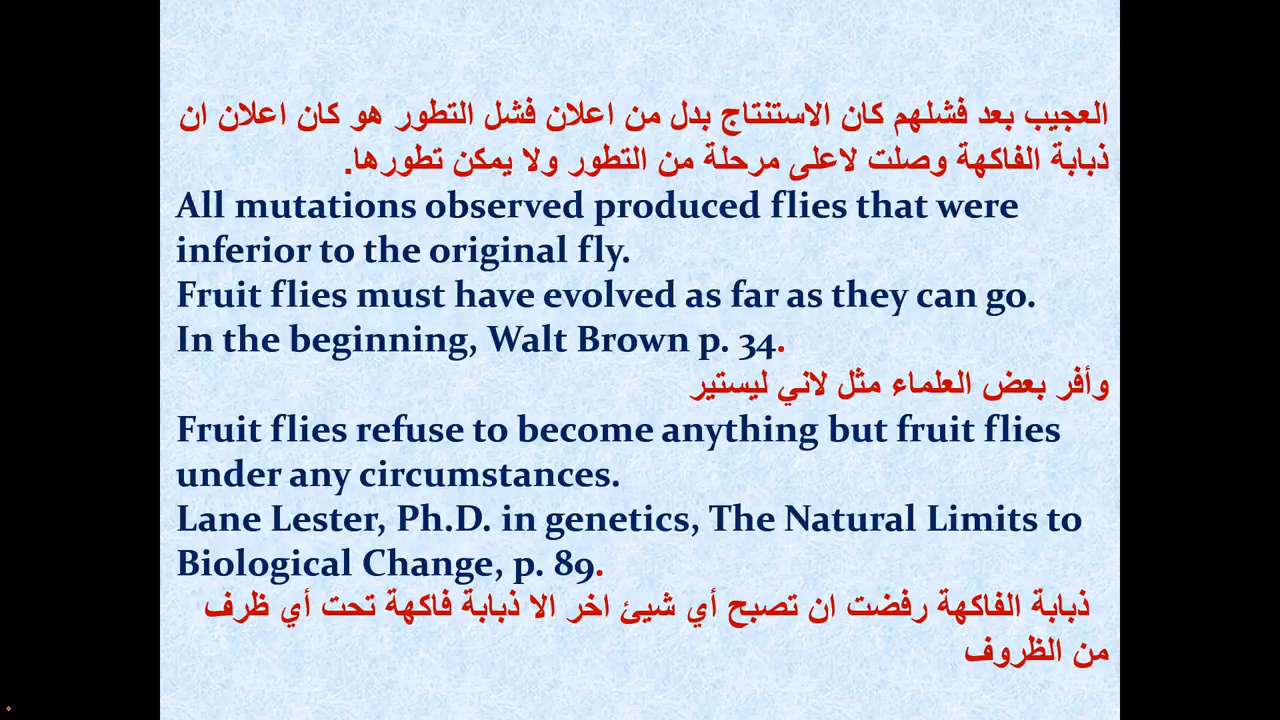 العجيب بعد فشلهم كان الاستنتاج بدل من اعلان فشل التطور هو كان اعلان ان
ذبابة الفاكهة وصلت لاعلى مرحلة من التطور ولا يمكن تطورها.
All mutations observed produced flies that were
inferior to the original fly.
Fruit flies must have evolved as far as they can go.
In the beginning, Walt Brown p. 34.
وأفر بعض العلماء مثل لاني ليستير
Fruit flies refuse to become anything but fruit flies
under any circumstances.
Lane Lester, Ph.D. in genetics, The Natural Limits to
Biological Change, p. 89.
ذبابة الفاكهة رفضت ان تصبح أي شيئ اخر الا ذبابة فاكهة تحت أي ظرف
من الظروف